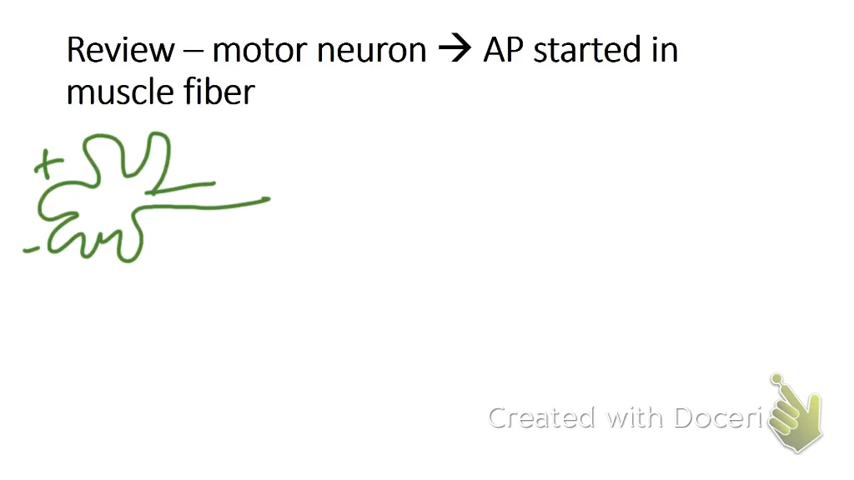 Review – motor neuron → AP started in
muscle fiber
+
-
Created with Doceri